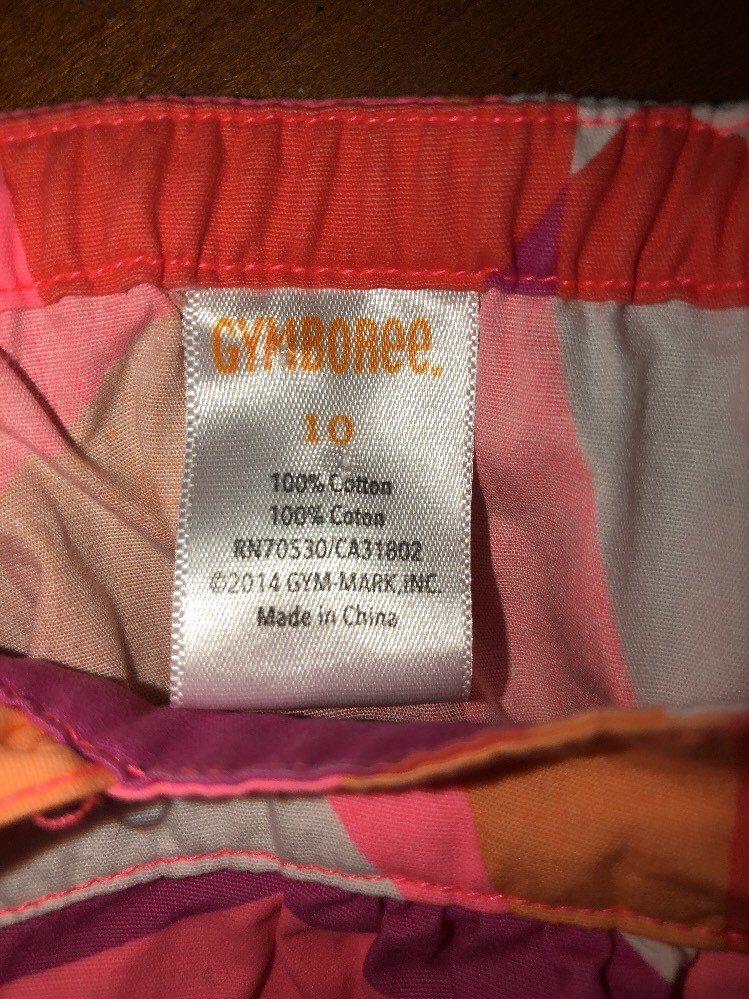 GYMBOREE.
10
100% Cotton
100% Coton
RN70530/CA31802
©2014 GYM-MARK,INC.
Made in China